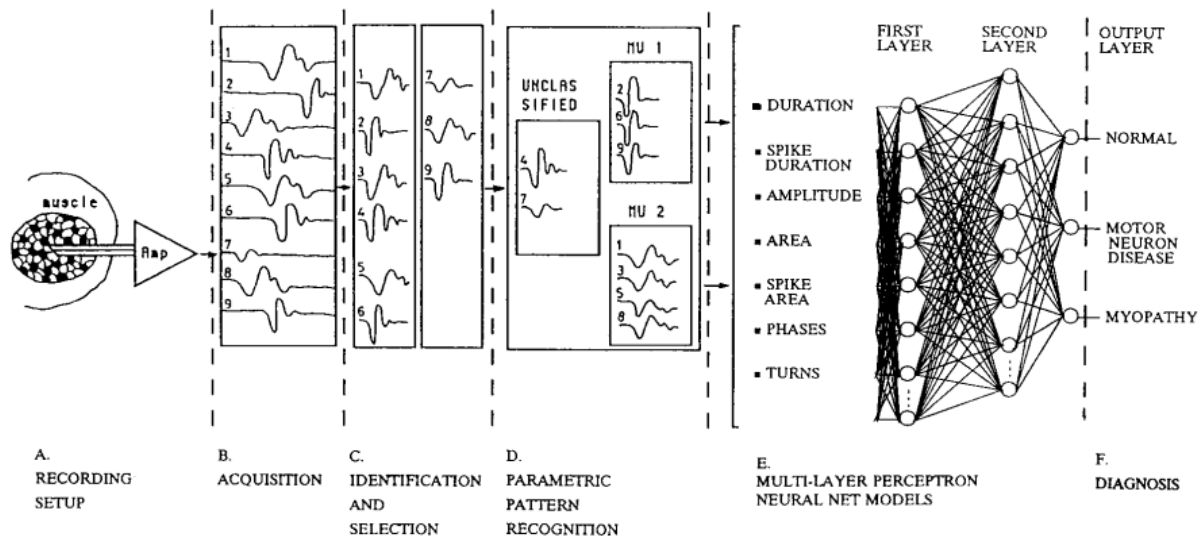 muscle
Amp
1
2
3
4
5
6
7
8
9
1
2
3
4
5
6
7
8
9
UNCLAS
SIFIED
4
7
MU 1
2
6
9
MU 2
1
3
5
8
■ DURATION
■ SPIKE
DURATION
■ AMPLITUDE
■ AREA
■ SPIKE
AREA
■ PHASES
■ TURNS
FIRST
LAYER
SECOND
LAYER
OUTPUT
LAYER
NORMAL
MOTOR
NEURON
DISEASE
MYOPATHY
A.
RECORDING
SETUP
B.
ACQUISITION
C.
IDENTIFICATION
AND
SELECTION
D.
PARAMETRIC
PATTERN
RECOGNITION
E.
MULTI-LAYER PERCEPTRON
NEURAL NET MODELS
F.
DIAGNOSIS